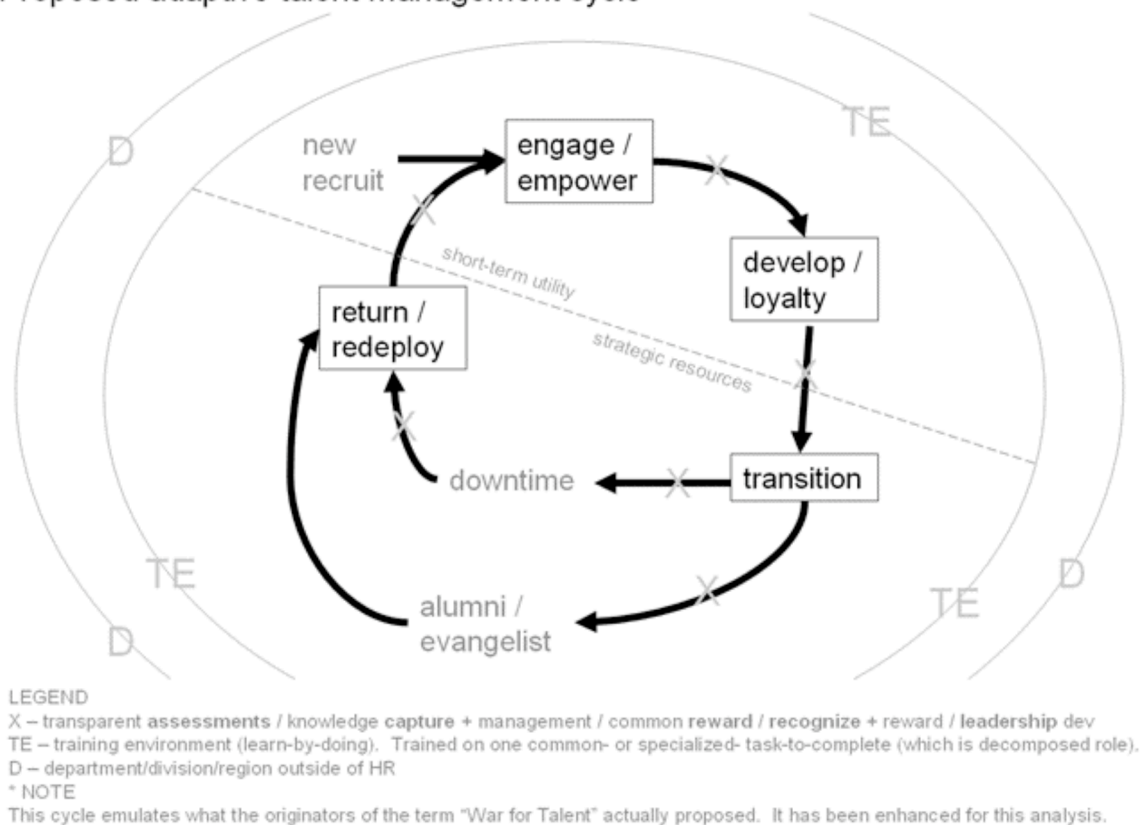 Proposed adaptive talent management cycle
D
TE
new
recruit
engage /
empower
X
X
short-term utility
develop /
loyalty
return /
redeploy
strategic resources
X
X
downtime
X
transition
TE
D
X
TE
alumni /
evangelist
D
LEGEND
X – transparent assessments / knowledge capture + management / common reward / recognize + reward / leadership dev
TE – training environment (learn-by-doing).  Trained on one common- or specialized- task-to-complete (which is decomposed role).
D – department/division/region outside of HR
* NOTE
This cycle emulates what the originators of the term “War for Talent” actually proposed.  It has been enhanced for this analysis.